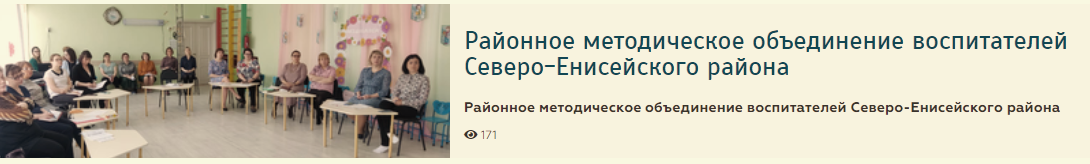 Районное методическое объединение воспитателей
Северо-Енисейского района
Районное методическое объединение воспитателей Северо-Енисейского района
171